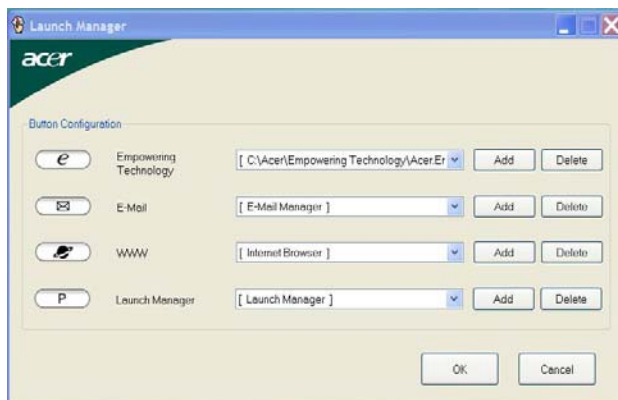 Launch Manager
acer
Button Configuration
e Empowering Technology [ C:\Acer\Empowering Technology\Acer.Er Add Delete
E-Mail [ E-Mail Manager ] Add Delete
WWW [ Internet Browser ] Add Delete
P Launch Manager [ Launch Manager ] Add Delete
OK Cancel